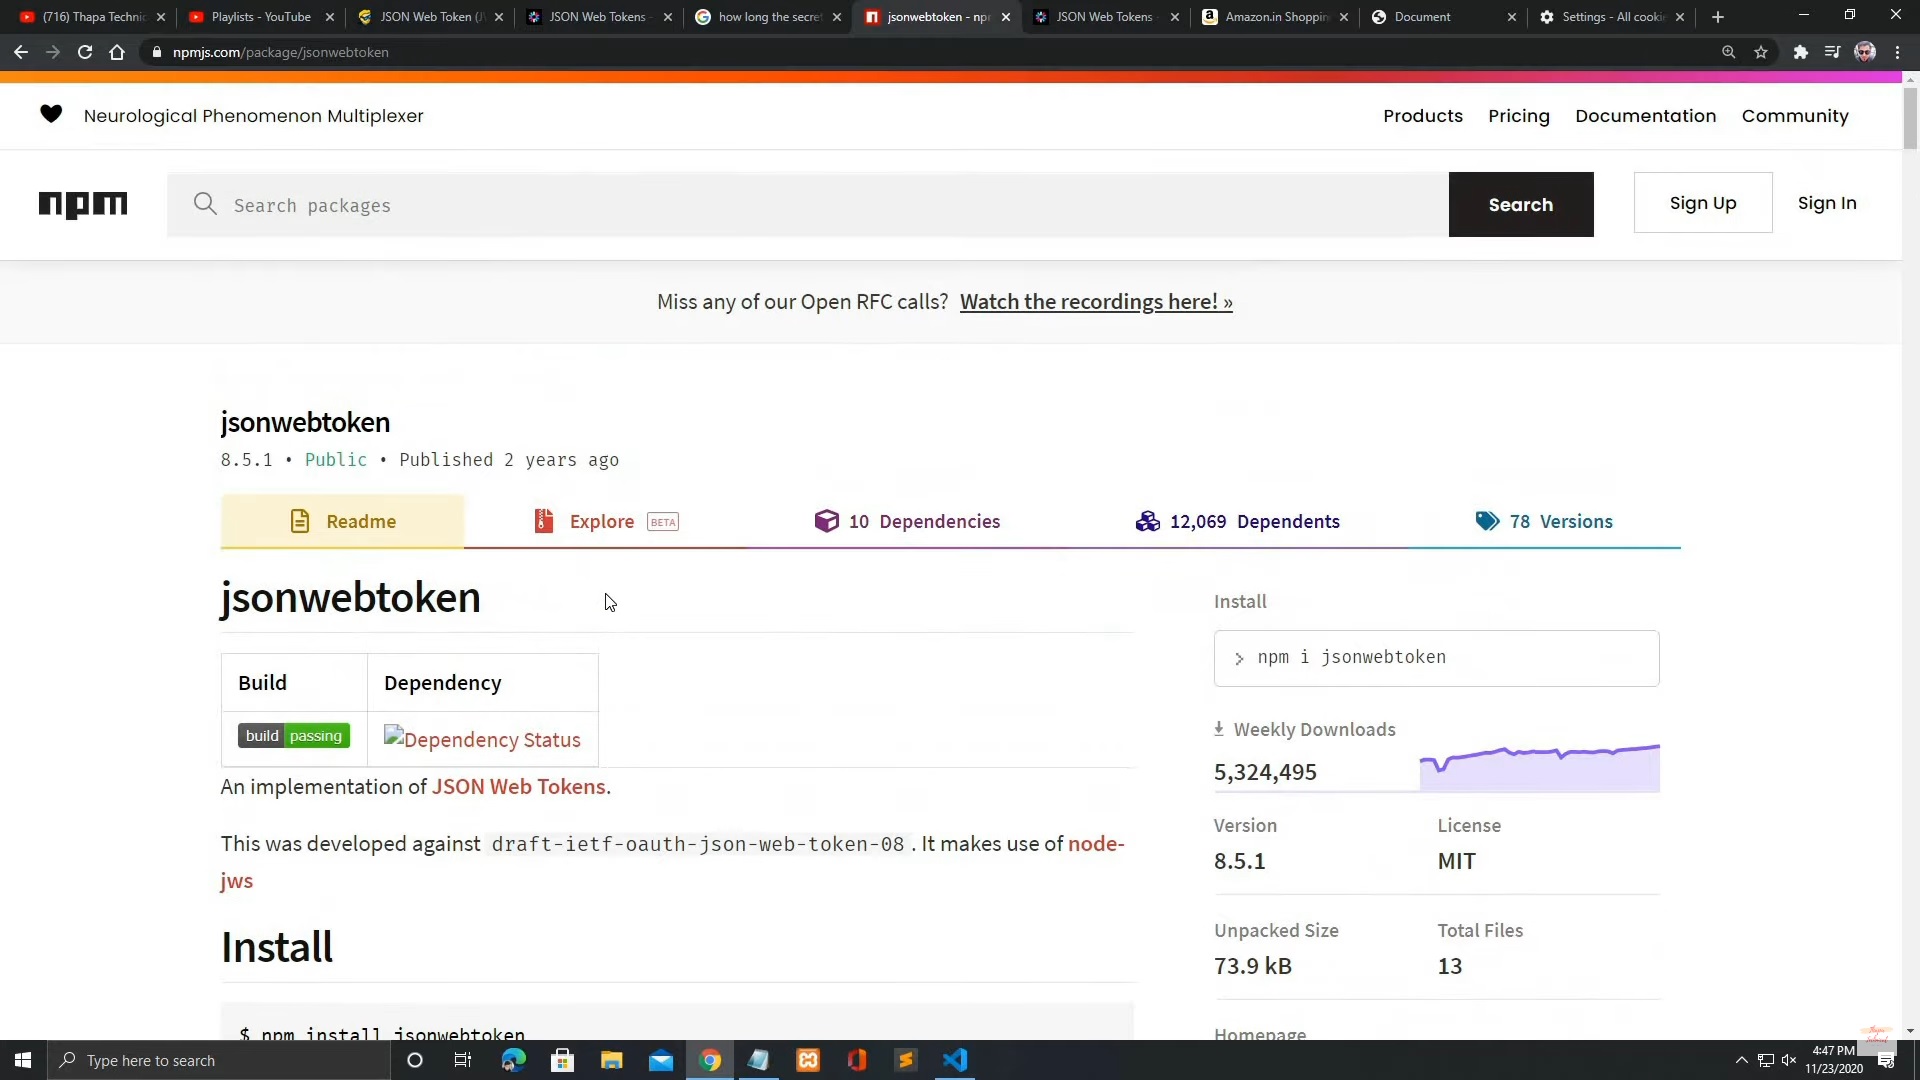 (716) Thapa Technic
Playlists - YouTube
JSON Web Token (J
JSON Web Tokens -
how long the secret
jsonwebtoken - npm
JSON Web Tokens -
Amazon.in Shopping
Document
Settings - All cookie
npmjs.com/package/jsonwebtoken
Neurological Phenomenon Multiplexer
Products
Pricing
Documentation
Community
npm
Search packages
Search
Sign Up
Sign In
Miss any of our Open RFC calls? Watch the recordings here! »
jsonwebtoken
8.5.1 • Public • Published 2 years ago
Readme
Explore BETA
10 Dependencies
12,069 Dependents
78 Versions
jsonwebtoken
Build Dependency
build passing Dependency Status
An implementation of JSON Web Tokens.
This was developed against draft-ietf-oauth-json-web-token-08. It makes use of node-
jws
Install
$ npm install jsonwebtoken
Install
> npm i jsonwebtoken
Weekly Downloads
5,324,495
Version License
8.5.1 MIT
Unpacked Size Total Files
73.9 kB 13
Homepage
Type here to search
4:47 PM
11/23/2020